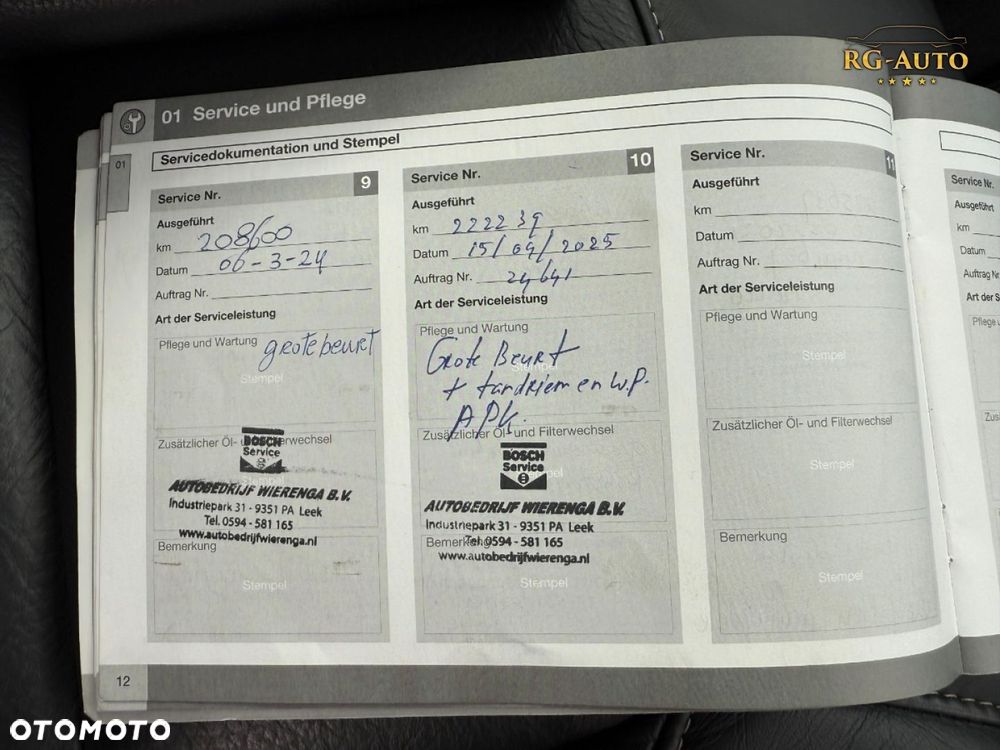 RG-AUTO
01 Service und Pflege
01
Servicedokumentation und Stempel
Service Nr. 9
Ausgeführt
km 208600
Datum 06-3-24
Auftrag Nr.
Art der Serviceleistung
Pflege und Wartung
grote beurt
Stempel
Zusätzlicher Öl- und Filterwechsel
BOSCH
Service
AUTOBEDRIJF WIERENGA B.V.
Industriepark 31 - 9351 PA Leek
Tel. 0594 - 581 165
www.autobedrijfwierenga.nl
Bemerkung
Stempel
Service Nr. 10
Ausgeführt
km 222239
Datum 15/04/2025
Auftrag Nr. 24641
Art der Serviceleistung
Pflege und Wartung
Grote Beurt
+ tandriem en W.P.
APK.
Zusätzlicher Öl- und Filterwechsel
BOSCH
Service
AUTOBEDRIJF WIERENGA B.V.
Industriepark 31 - 9351 PA Leek
Tel. 0594 - 581 165
Bemerkung
www.autobedrijfwierenga.nl
Stempel
Service Nr. 11
Ausgeführt
km
Datum
Auftrag Nr.
Art der Serviceleistung
Pflege und Wartung
Stempel
Zusätzlicher Öl- und Filterwechsel
Stempel
Bemerkung
Stempel
Service Nr.
Ausgeführt
km
Datum
Auftrag Nr
Art der S
Pflege
Zus
12
OTOMOTO